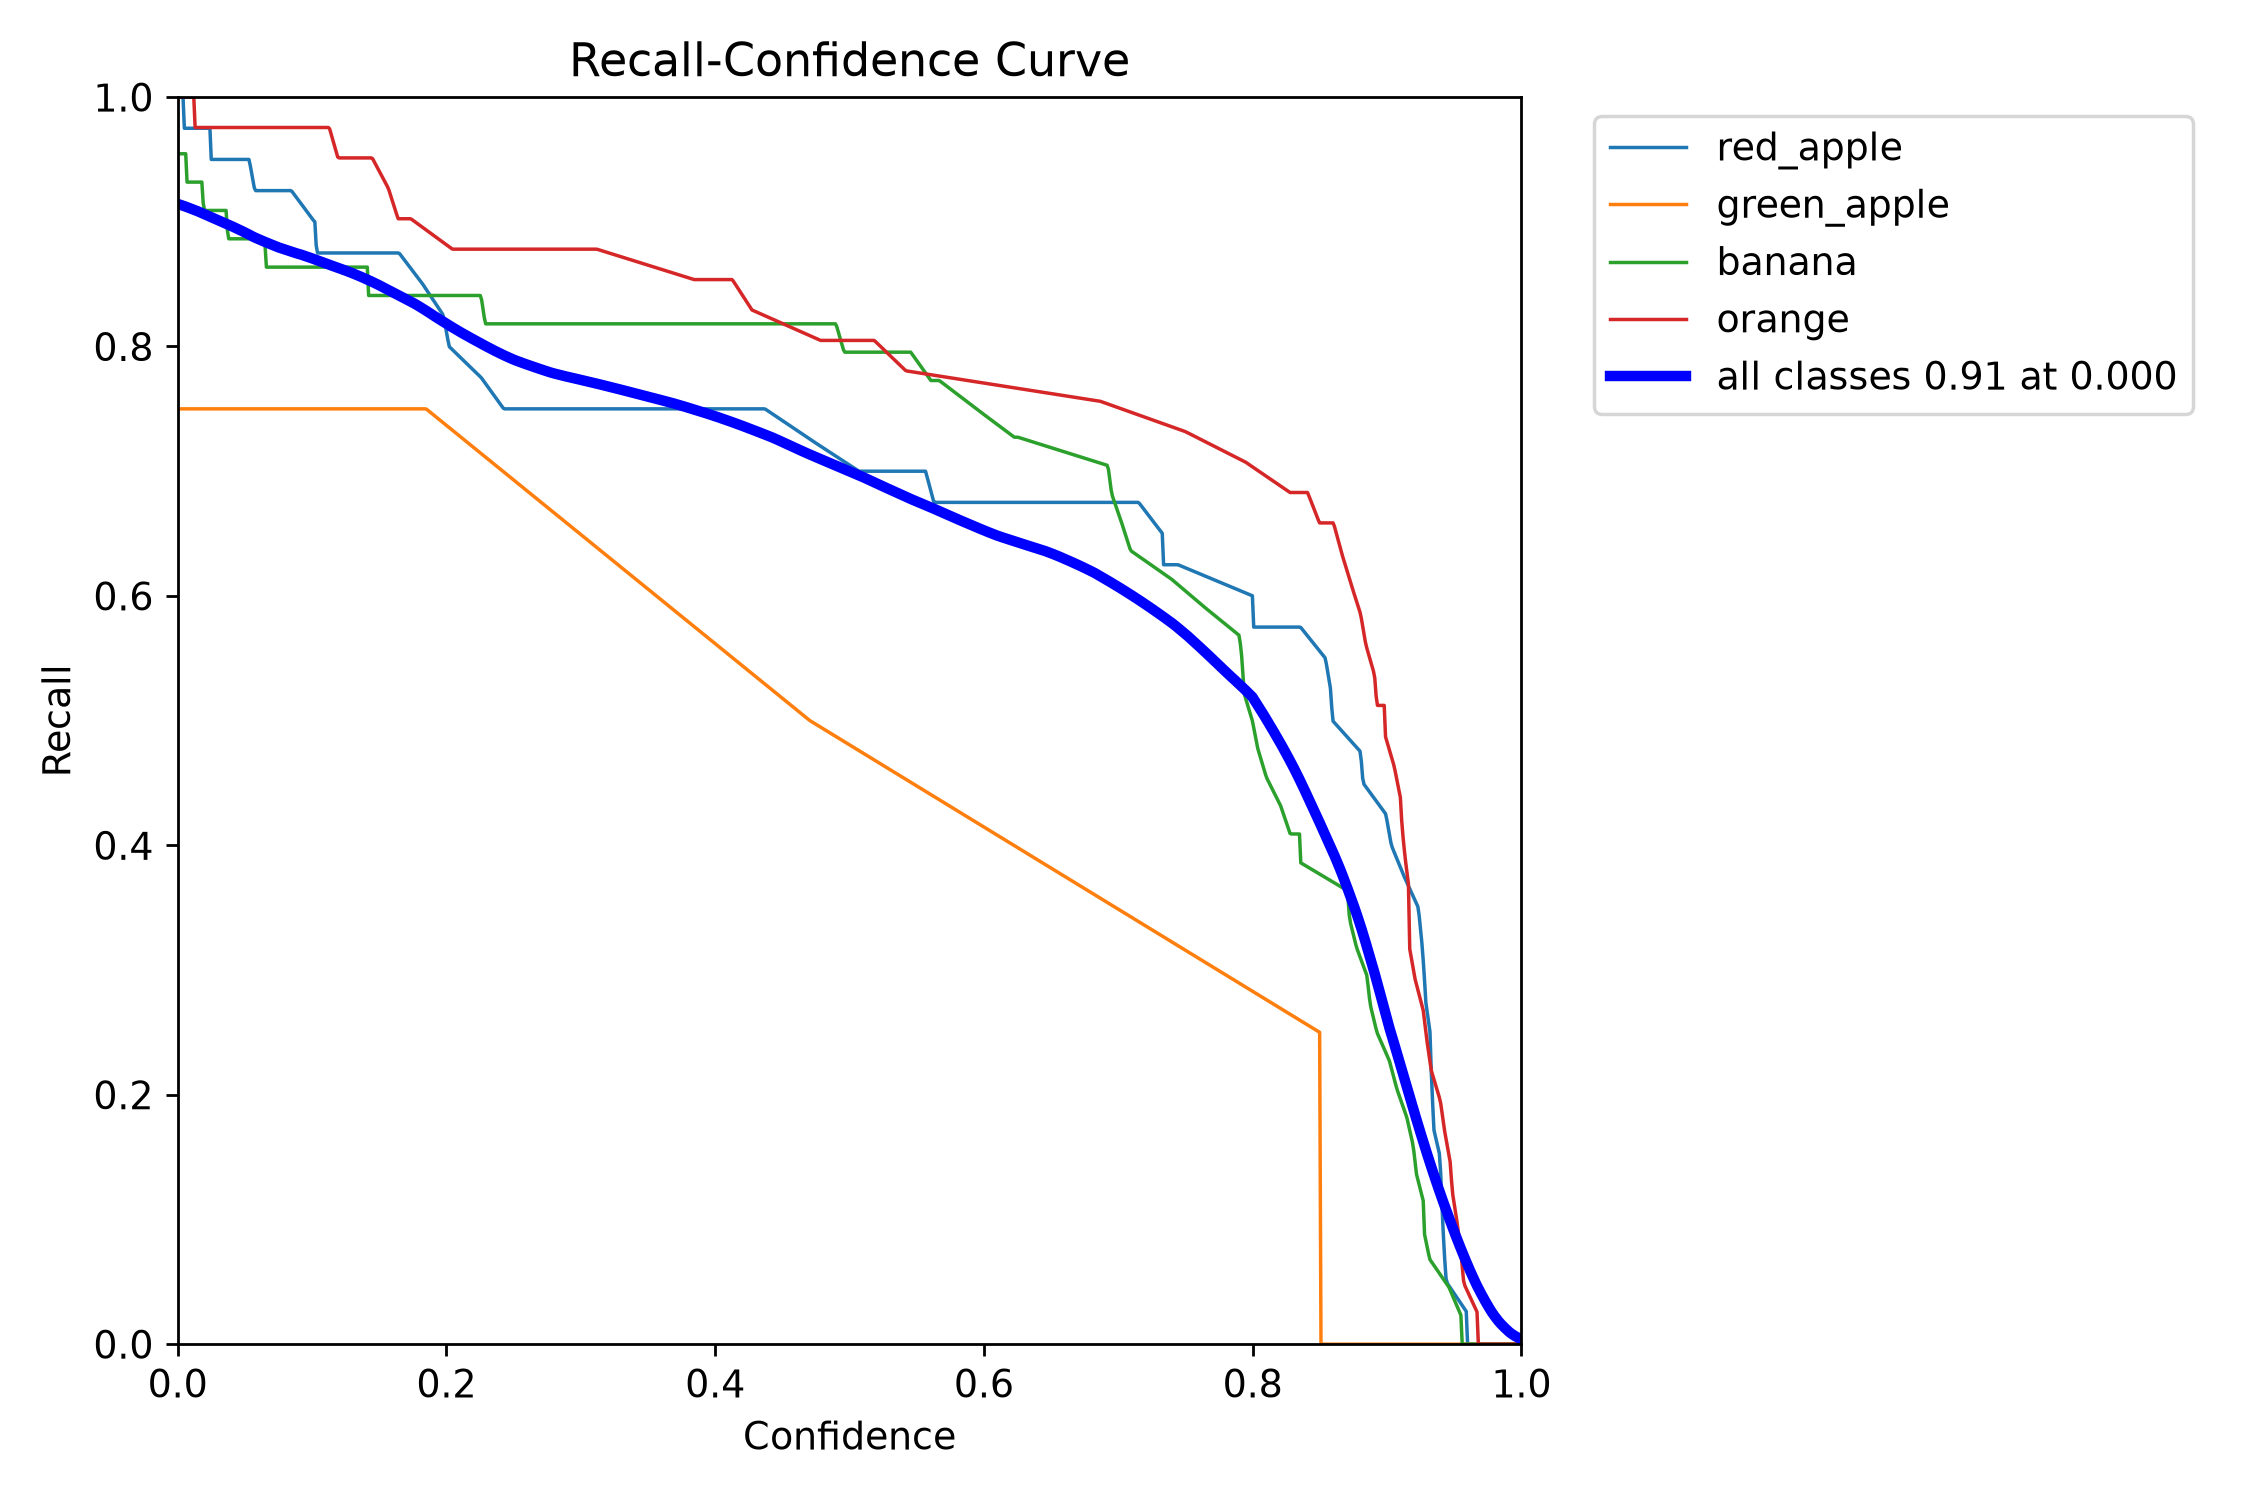 Recall-Confidence Curve
1.0
0.8
0.6
0.4
0.2
0.0
Recall
0.0 0.2 0.4 0.6 0.8 1.0
Confidence
red_apple
green_apple
banana
orange
all classes 0.91 at 0.000